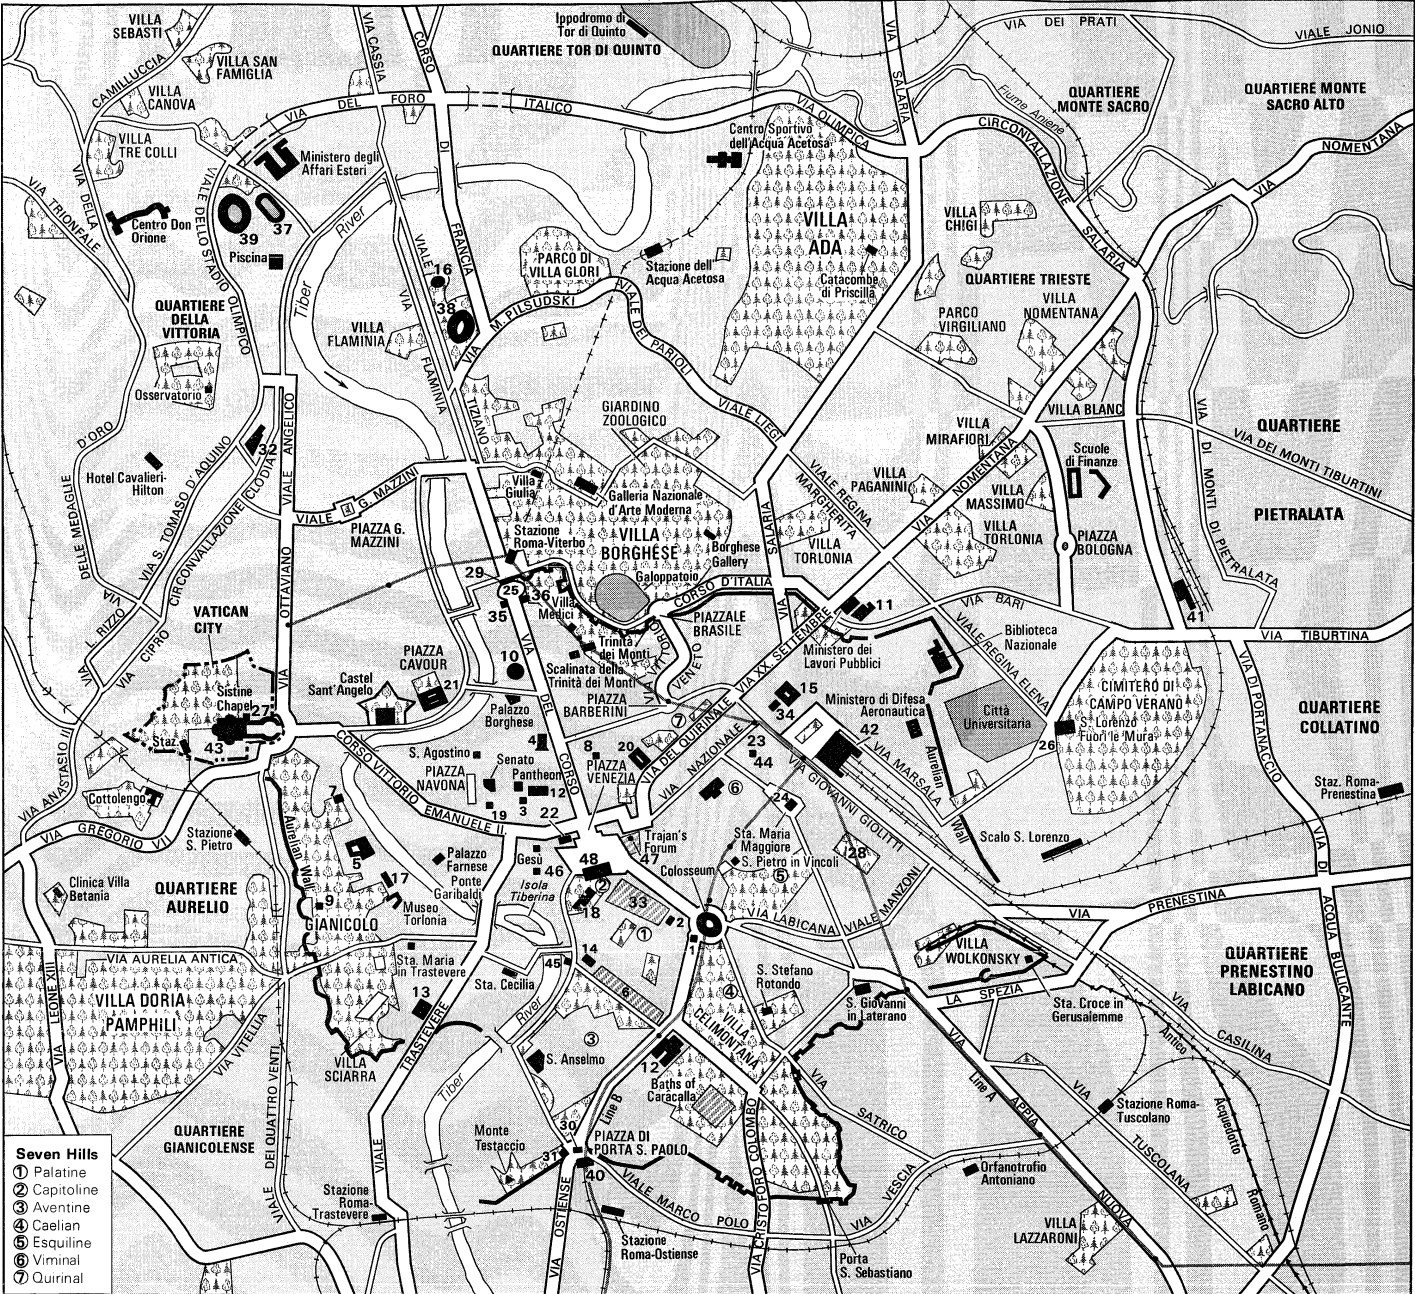 VILLA
SEBASTI
CAMILLUCCIA
VILLA SAN
FAMIGLIA
VILLA
CANOVA
VILLA
TRE COLLI
VIA CASSIA
CORSO
DI
FRANCIA
Ippodromo di
Tor di Quinto
QUARTIERE TOR DI QUINTO
VIA
SALARIA
VIA DEI PRATI
VIALE JONIO
QUARTIERE
MONTE SACRO
QUARTIERE MONTE
SACRO ALTO
Fiume Aniene
VIA DEL FORO ITALICO
VIA OLIMPICA
CIRCONVALLAZIONE
SALARIA
VIA
NOMENTANA
Centro Sportivo
dell'Acqua Acetosa
Ministero degli
Affari Esteri
VIALE DELLO STADIO OLIMPICO
VIA DELLA
VIA TRIONFALE
Centro Don
Orione
39
37
Piscina
River
Tiber
VIALE
VIA
FLAMINIA
TIZIANO
16
38
PARCO DI
VILLA GLORI
Stazione dell'
Acqua Acetosa
VILLA
ADA
Catacombe
di Priscilla
VILLA
CHIGI
QUARTIERE TRIESTE
VILLA
NOMENTANA
PARCO
VIRGILIANO
QUARTIERE
DELLA
VITTORIA
VILLA
FLAMINIA
VIA M. PILSUDSKI
VIALE DEI PARIOLI
VIALE LIEGI
Osservatorio
D'ORO
DELLE MEDAGLIE
VIA
Hotel Cavalieri-
Hilton
32
VIALE ANGELICO
VIA S. TOMASO D'AQUINO
CIRCONVALLAZIONE CLODIA
VIALE G. MAZZINI
PIAZZA G.
MAZZINI
GIARDINO
ZOOLOGICO
Villa
Giulia
Galleria Nazionale
d'Arte Moderna
VILLA
BORGHESE
Borghese
Gallery
Galoppatoio
Stazione
Roma-Viterbo
29
25
35
36
Villa
Medici
VIALE REGINA
MARGHERITA
VIA
SALARIA
VILLA
TORLONIA
VILLA
PAGANINI
VILLA
MIRAFIORI
VIA NOMENTANA
VILLA BLANC
VILLA
MASSIMO
VILLA
TORLONIA
Scuole
di Finanze
PIAZZA
BOLOGNA
QUARTIERE
PIETRALATA
VIA DEI MONTI TIBURTINI
VIA DI MONTI DI PIETRALATA
41
VIA TIBURTINA
VIA BARI
VIALE REGINA ELENA
Biblioteca
Nazionale
11
Ministero dei
Lavori Pubblici
CORSO D'ITALIA
PIAZZALE
BRASILE
VIA XX. SETTEMBRE
VIA VITTORIO
VENETO
Trinità
dei Monti
Scalinata della
Trinità dei Monti
PIAZZA
BARBERINI
VATICAN
CITY
VIA OTTAVIANO
VIA L. RIZZO
VIA CIPRO
VIA ANASTASIO II
Sistine
Chapel
27
43
Staz.
Castel
Sant'Angelo
PIAZZA
CAVOUR
21
10
Palazzo
Borghese
VIA
DEL
CORSO
15
34
Ministero di Difesa
Aeronautica
42
Città
Universitaria
26
S. Lorenzo
Fuori le Mura
CIMITERO DI
CAMPO VERANO
QUARTIERE
COLLATINO
VIA DI PORTANACCIO
Staz. Roma-
Prenestina
Aurelian
Wall
VIA MARSALA
VIA GIOVANNI GIOLITTI
Scalo S. Lorenzo
Cottolengo
VIA GREGORIO VII
Stazione
S. Pietro
CORSO VITTORIO EMANUELE II
S. Agostino
PIAZZA
NAVONA
Senato
Pantheon
4
12
19
3
22
8
20
PIAZZA
VENEZIA
VIA DEL QUIRINALE
⑦
VIA NAZIONALE
23
44
⑥
24
28
Trajan's
Forum
47
Sta. Maria
Maggiore
S. Pietro in Vincoli
⑤
Colosseum
Clinica Villa
Betania
QUARTIERE
AURELIO
Aurelian Wall
7
5
17
9
Museo
Torlonia
GIANICOLO
Palazzo
Farnese
Ponte
Garibaldi
Gesù
46
Isola
Tiberina
48
②
18
33
2
1
①
VIA LABICANA
VIALE MANZONI
VIA PRENESTINA
VIA DI
ACQUA BULICANTE
VILLA
WOLKONSKY
QUARTIERE
PRENESTINO
LABICANO
VIA AURELIA ANTICA
VILLA DORIA
PAMPHILI
VIA LEONE XIII
VIA VITELLIA
Sta. Maria
in Trastevere
13
Sta. Cecilia
45
14
6
River
S. Stefano
Rotondo
④
VILLA
CELIMONTANA
S. Giovanni
in Laterano
LA SPEZIA
Sta. Croce in
Gerusalemme
VIA
CASILINA
Antico
Acquedotto
Romano
VILLA
SCIARRA
VIALE
TRASTEVERE
Tiber
③
S. Anselmo
12
Baths of
Caracalla
Line B
VIA
SATRICO
Line A
VIA
APPIA
NUOVA
VIA
TUSCOLANA
Stazione Roma-
Tuscolano
Orfanotrofio
Antoniano
QUARTIERE
GIANICOLENSE
VIALE DEI QUATTRO VENTI
Monte
Testaccio
30
31
PIAZZA DI
PORTA S. PAOLO
40
VIA OSTIENSE
VIALE MARCO POLO
VIA CRISTOFORO COLOMBO
VIA
VESCIA
Stazione
Roma-
Trastevere
Stazione
Roma-Ostiense
Porta
S. Sebastiano
VILLA
LAZZARONI
Seven Hills
① Palatine
② Capitoline
③ Aventine
④ Caelian
⑤ Esquiline
⑥ Viminal
⑦ Quirinal